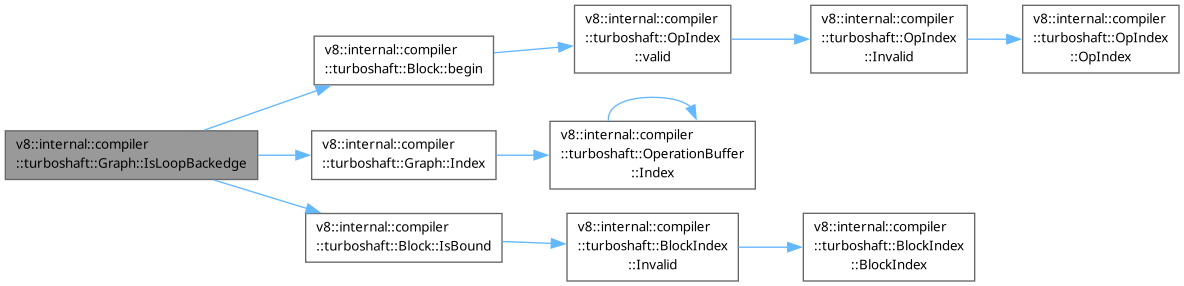 v8::internal::compiler
::turboshaft::Graph::IsLoopBackedge
v8::internal::compiler
::turboshaft::Block::begin
v8::internal::compiler
::turboshaft::OpIndex
::valid
v8::internal::compiler
::turboshaft::OpIndex
::Invalid
v8::internal::compiler
::turboshaft::OpIndex
::OpIndex
v8::internal::compiler
::turboshaft::Graph::Index
v8::internal::compiler
::turboshaft::OperationBuffer
::Index
v8::internal::compiler
::turboshaft::Block::IsBound
v8::internal::compiler
::turboshaft::BlockIndex
::Invalid
v8::internal::compiler
::turboshaft::BlockIndex
::BlockIndex